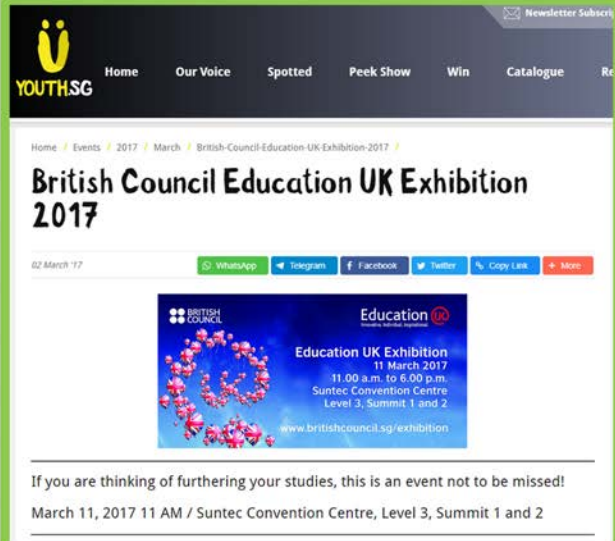 Newsletter Subscri
YOUTH.SG
Home Our Voice Spotted Peek Show Win Catalogue Re
Home / Events / 2017 / March / British-Council-Education-UK-Exhibition-2017 /
British Council Education UK Exhibition
2017
02 March '17
WhatsApp Telegram Facebook Twitter Copy Link + More
BRITISH
COUNCIL
Education UK
Innovative. Individual. Inspirational.
Education UK Exhibition
11 March 2017
11.00 a.m. to 6.00 p.m.
Suntec Convention Centre
Level 3, Summit 1 and 2
www.britishcouncil.sg/exhibition
If you are thinking of furthering your studies, this is an event not to be missed!
March 11, 2017 11 AM / Suntec Convention Centre, Level 3, Summit 1 and 2